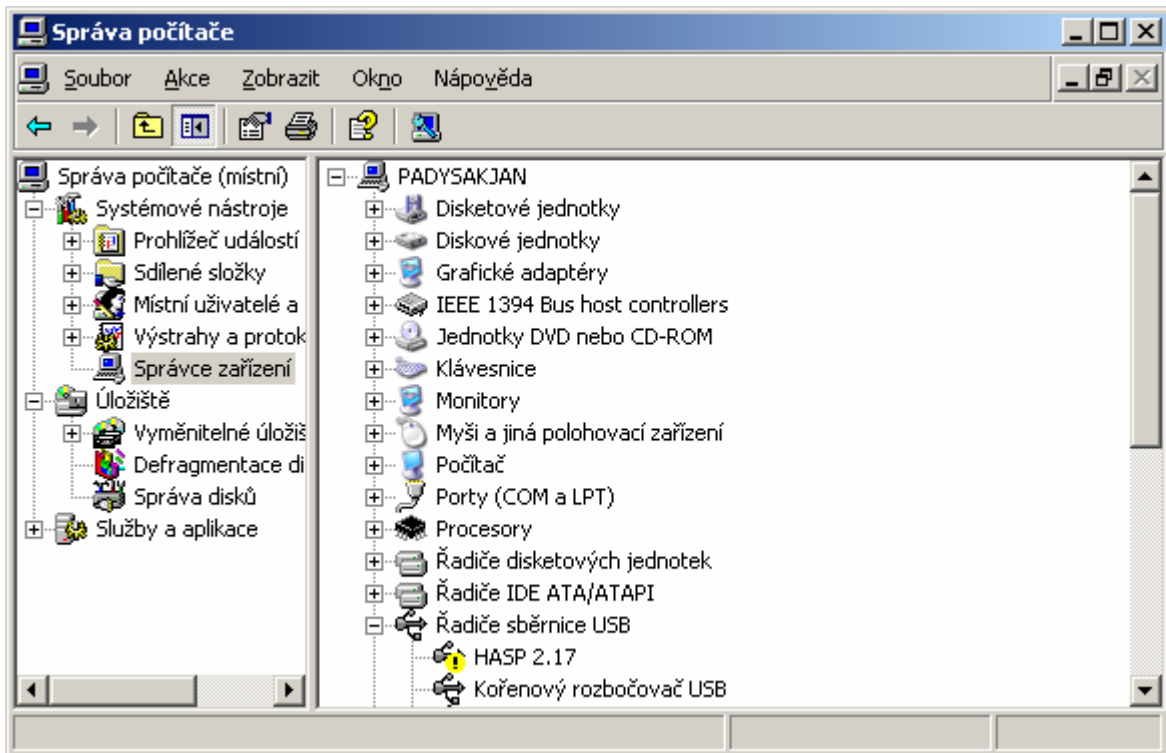 Správa počítače
Soubor Akce Zobrazit Okno Nápověda
Správa počítače (místní)
Systémové nástroje
Prohlížeč událostí
Sdílené složky
Místní uživatelé a
Výstrahy a protok
Správce zařízení
Úložiště
Vyměnitelné úložiš
Defragmentace di
Správa disků
Služby a aplikace
PADYSAKJAN
Disketové jednotky
Diskové jednotky
Grafické adaptéry
IEEE 1394 Bus host controllers
Jednotky DVD nebo CD-ROM
Klávesnice
Monitory
Myši a jiná polohovací zařízení
Počítač
Porty (COM a LPT)
Procesory
Řadiče disketových jednotek
Řadiče IDE ATA/ATAPI
Řadiče sběrnice USB
HASP 2.17
Kořenový rozbočovač USB